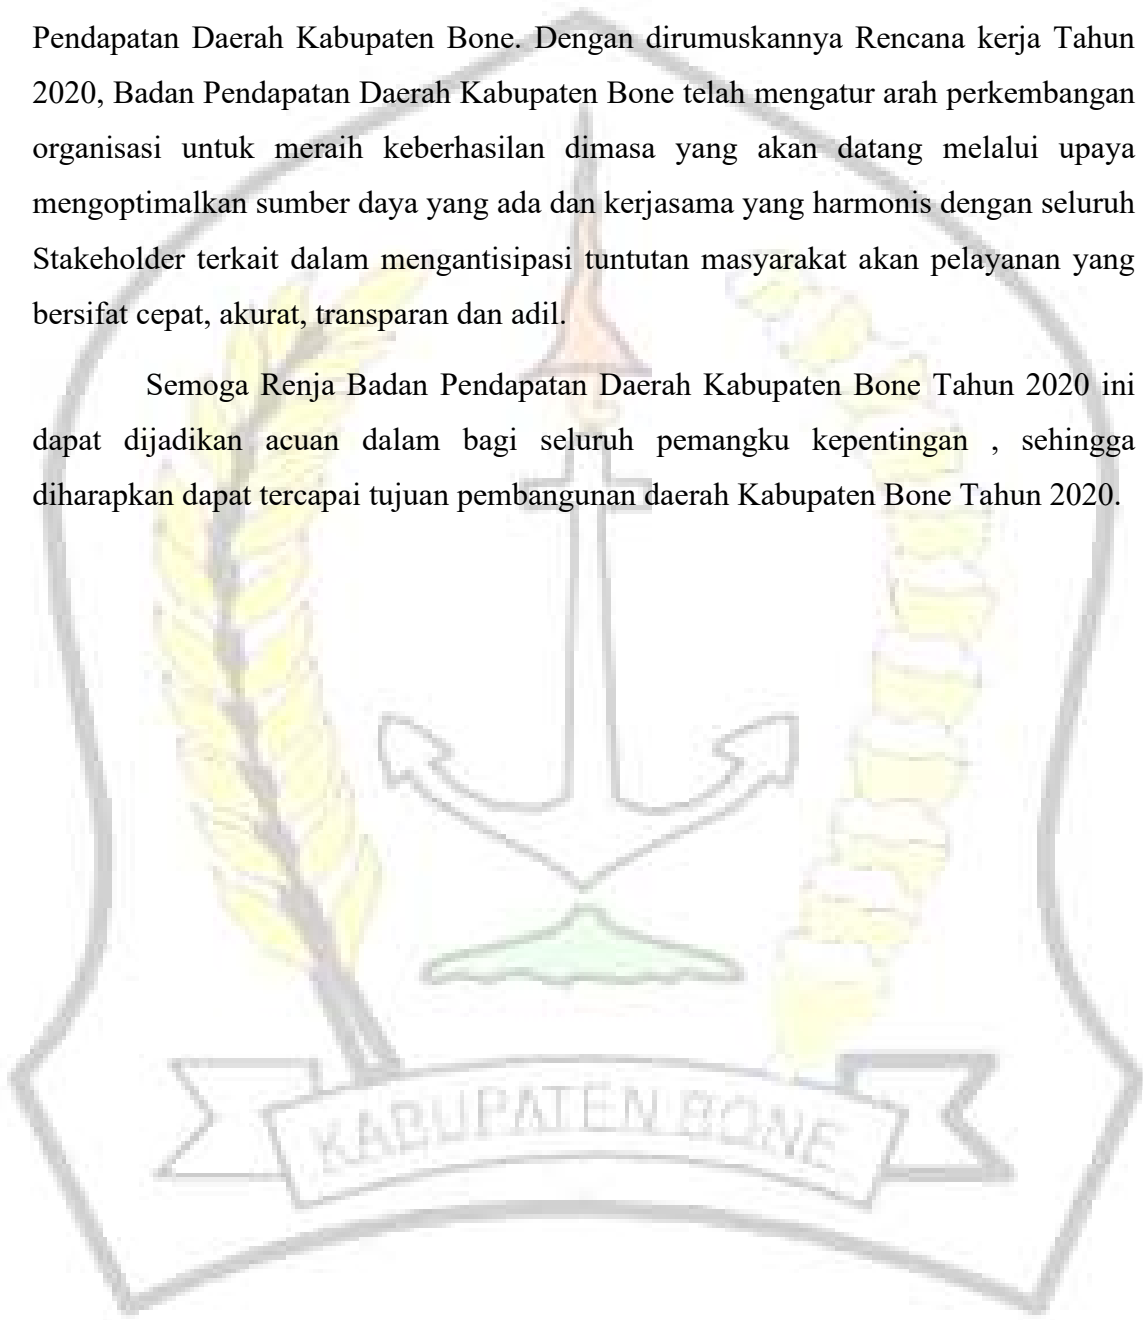 Pendapatan Daerah Kabupaten Bone. Dengan dirumuskannya Rencana kerja Tahun
2020, Badan Pendapatan Daerah Kabupaten Bone telah mengatur arah perkembangan
organisasi untuk meraih keberhasilan dimasa yang akan datang melalui upaya
mengoptimalkan sumber daya yang ada dan kerjasama yang harmonis dengan seluruh
Stakeholder terkait dalam mengantisipasi tuntutan masyarakat akan pelayanan yang
bersifat cepat, akurat, transparan dan adil.
Semoga Renja Badan Pendapatan Daerah Kabupaten Bone Tahun 2020 ini
dapat dijadikan acuan dalam bagi seluruh pemangku kepentingan , sehingga
diharapkan dapat tercapai tujuan pembangunan daerah Kabupaten Bone Tahun 2020.
KABUPATEN BONE